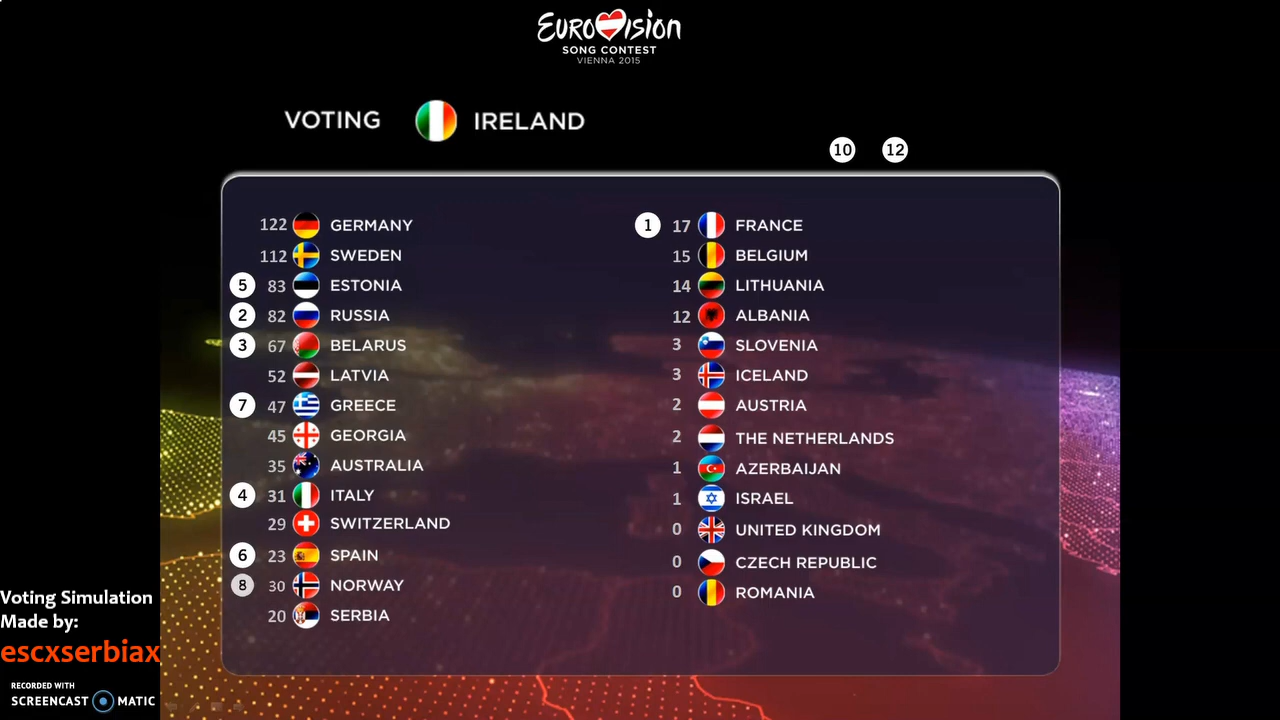 EUROVISION
SONG CONTEST
VIENNA 2015
VOTING IRELAND
10 12
122 GERMANY
112 SWEDEN
5 83 ESTONIA
2 82 RUSSIA
3 67 BELARUS
52 LATVIA
7 47 GREECE
45 GEORGIA
35 AUSTRALIA
4 31 ITALY
29 SWITZERLAND
6 23 SPAIN
8 30 NORWAY
20 SERBIA
1 17 FRANCE
15 BELGIUM
14 LITHUANIA
12 ALBANIA
3 SLOVENIA
3 ICELAND
2 AUSTRIA
2 THE NETHERLANDS
1 AZERBAIJAN
1 ISRAEL
0 UNITED KINGDOM
0 CZECH REPUBLIC
0 ROMANIA
Voting Simulation
Made by:
escxserbiax
RECORDED WITH
SCREENCAST MATIC